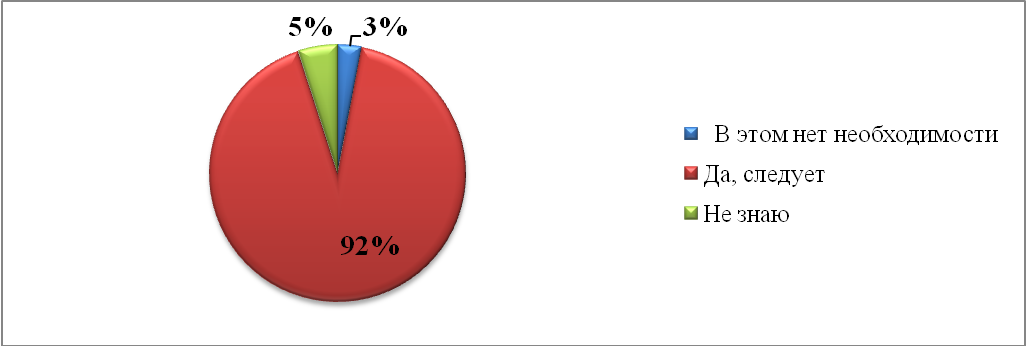 5% 3%
В этом нет необходимости
Да, следует
Не знаю
92%